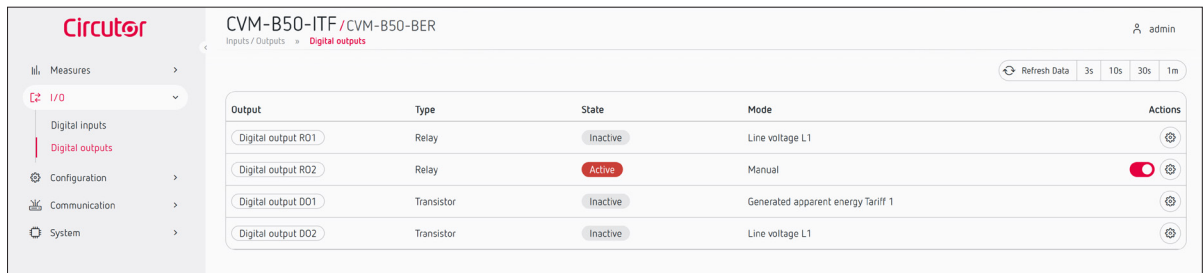 Circutor
CVM-B50-ITF/CVM-B50-BER
Inputs / Outputs » Digital outputs
admin
Measures
I/O
Digital inputs
Digital outputs
Configuration
Communication
System
Refresh Data 3s 10s 30s 1m
Output Type State Mode Actions
Digital output RO1 Relay Inactive Line voltage L1
Digital output RO2 Relay Active Manual
Digital output DO1 Transistor Inactive Generated apparent energy Tariff 1
Digital output DO2 Transistor Inactive Line voltage L1